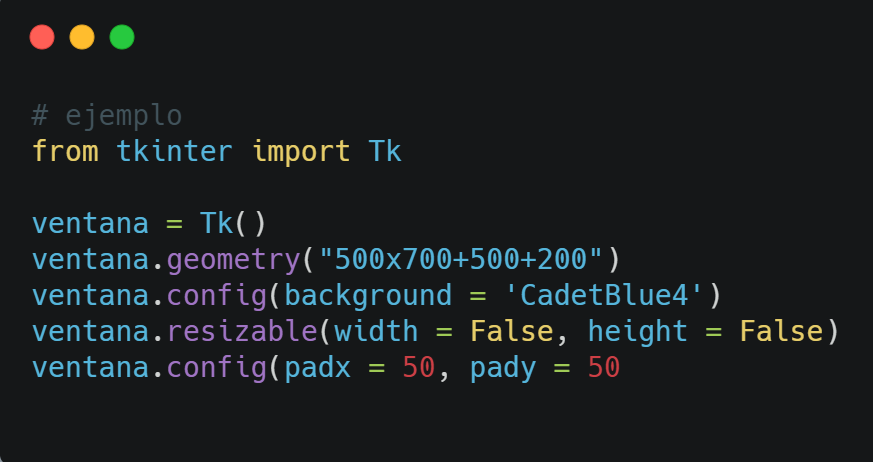 # ejemplo
from tkinter import Tk
ventana = Tk()
ventana.geometry("500x700+500+200")
ventana.config(background = 'CadetBlue4')
ventana.resizable(width = False, height = False)
ventana.config(padx = 50, pady = 50